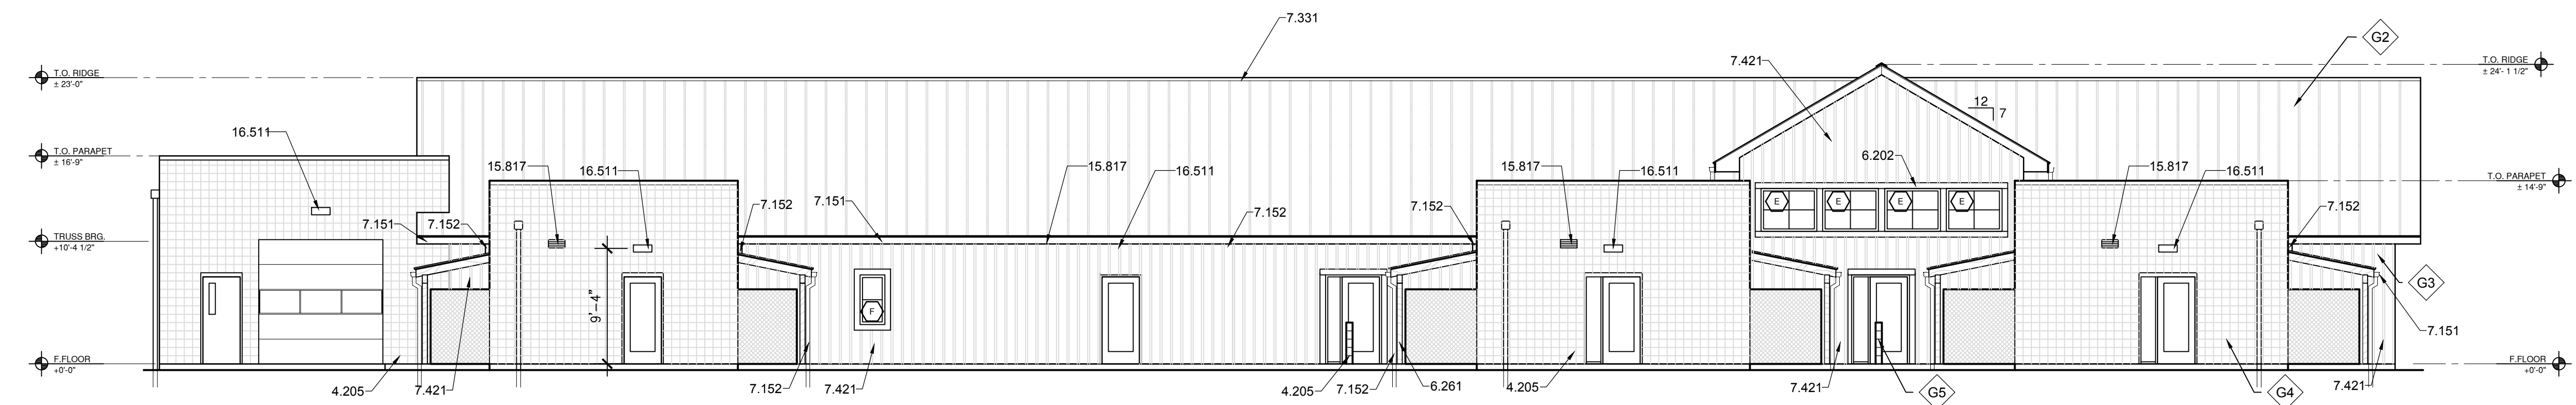 7.331
G2
T.O. RIDGE
± 23'-0"
7.421
12
7
T.O. RIDGE
± 24'- 1 1/2"
16.511
T.O. PARAPET
± 16'-9"
15.817
16.511
15.817
16.511
6.202
15.817
16.511
15.817
16.511
T.O. PARAPET
± 14'-9"
7.151
7.152
7.152
7.151
7.152
7.152
E
E
E
E
7.152
TRUSS BRG.
+10'-4 1/2"
9'-4"
F
G3
7.151
F.FLOOR
+0'-0"
F.FLOOR
+0'-0"
4.205
7.421
7.152
7.421
4.205
7.152
6.261
4.205
7.421
G5
G4
7.421